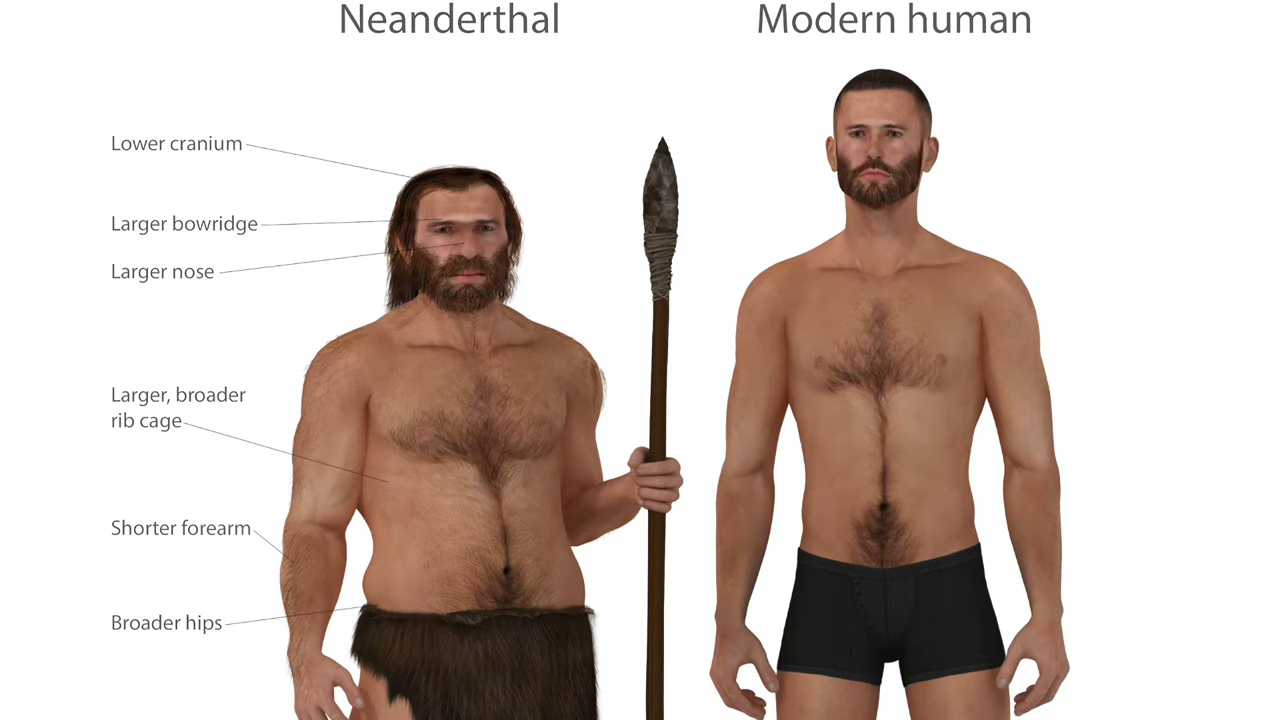 Neanderthal
Modern human
Lower cranium
Larger bowridge
Larger nose
Larger, broader
rib cage
Shorter forearm
Broader hips